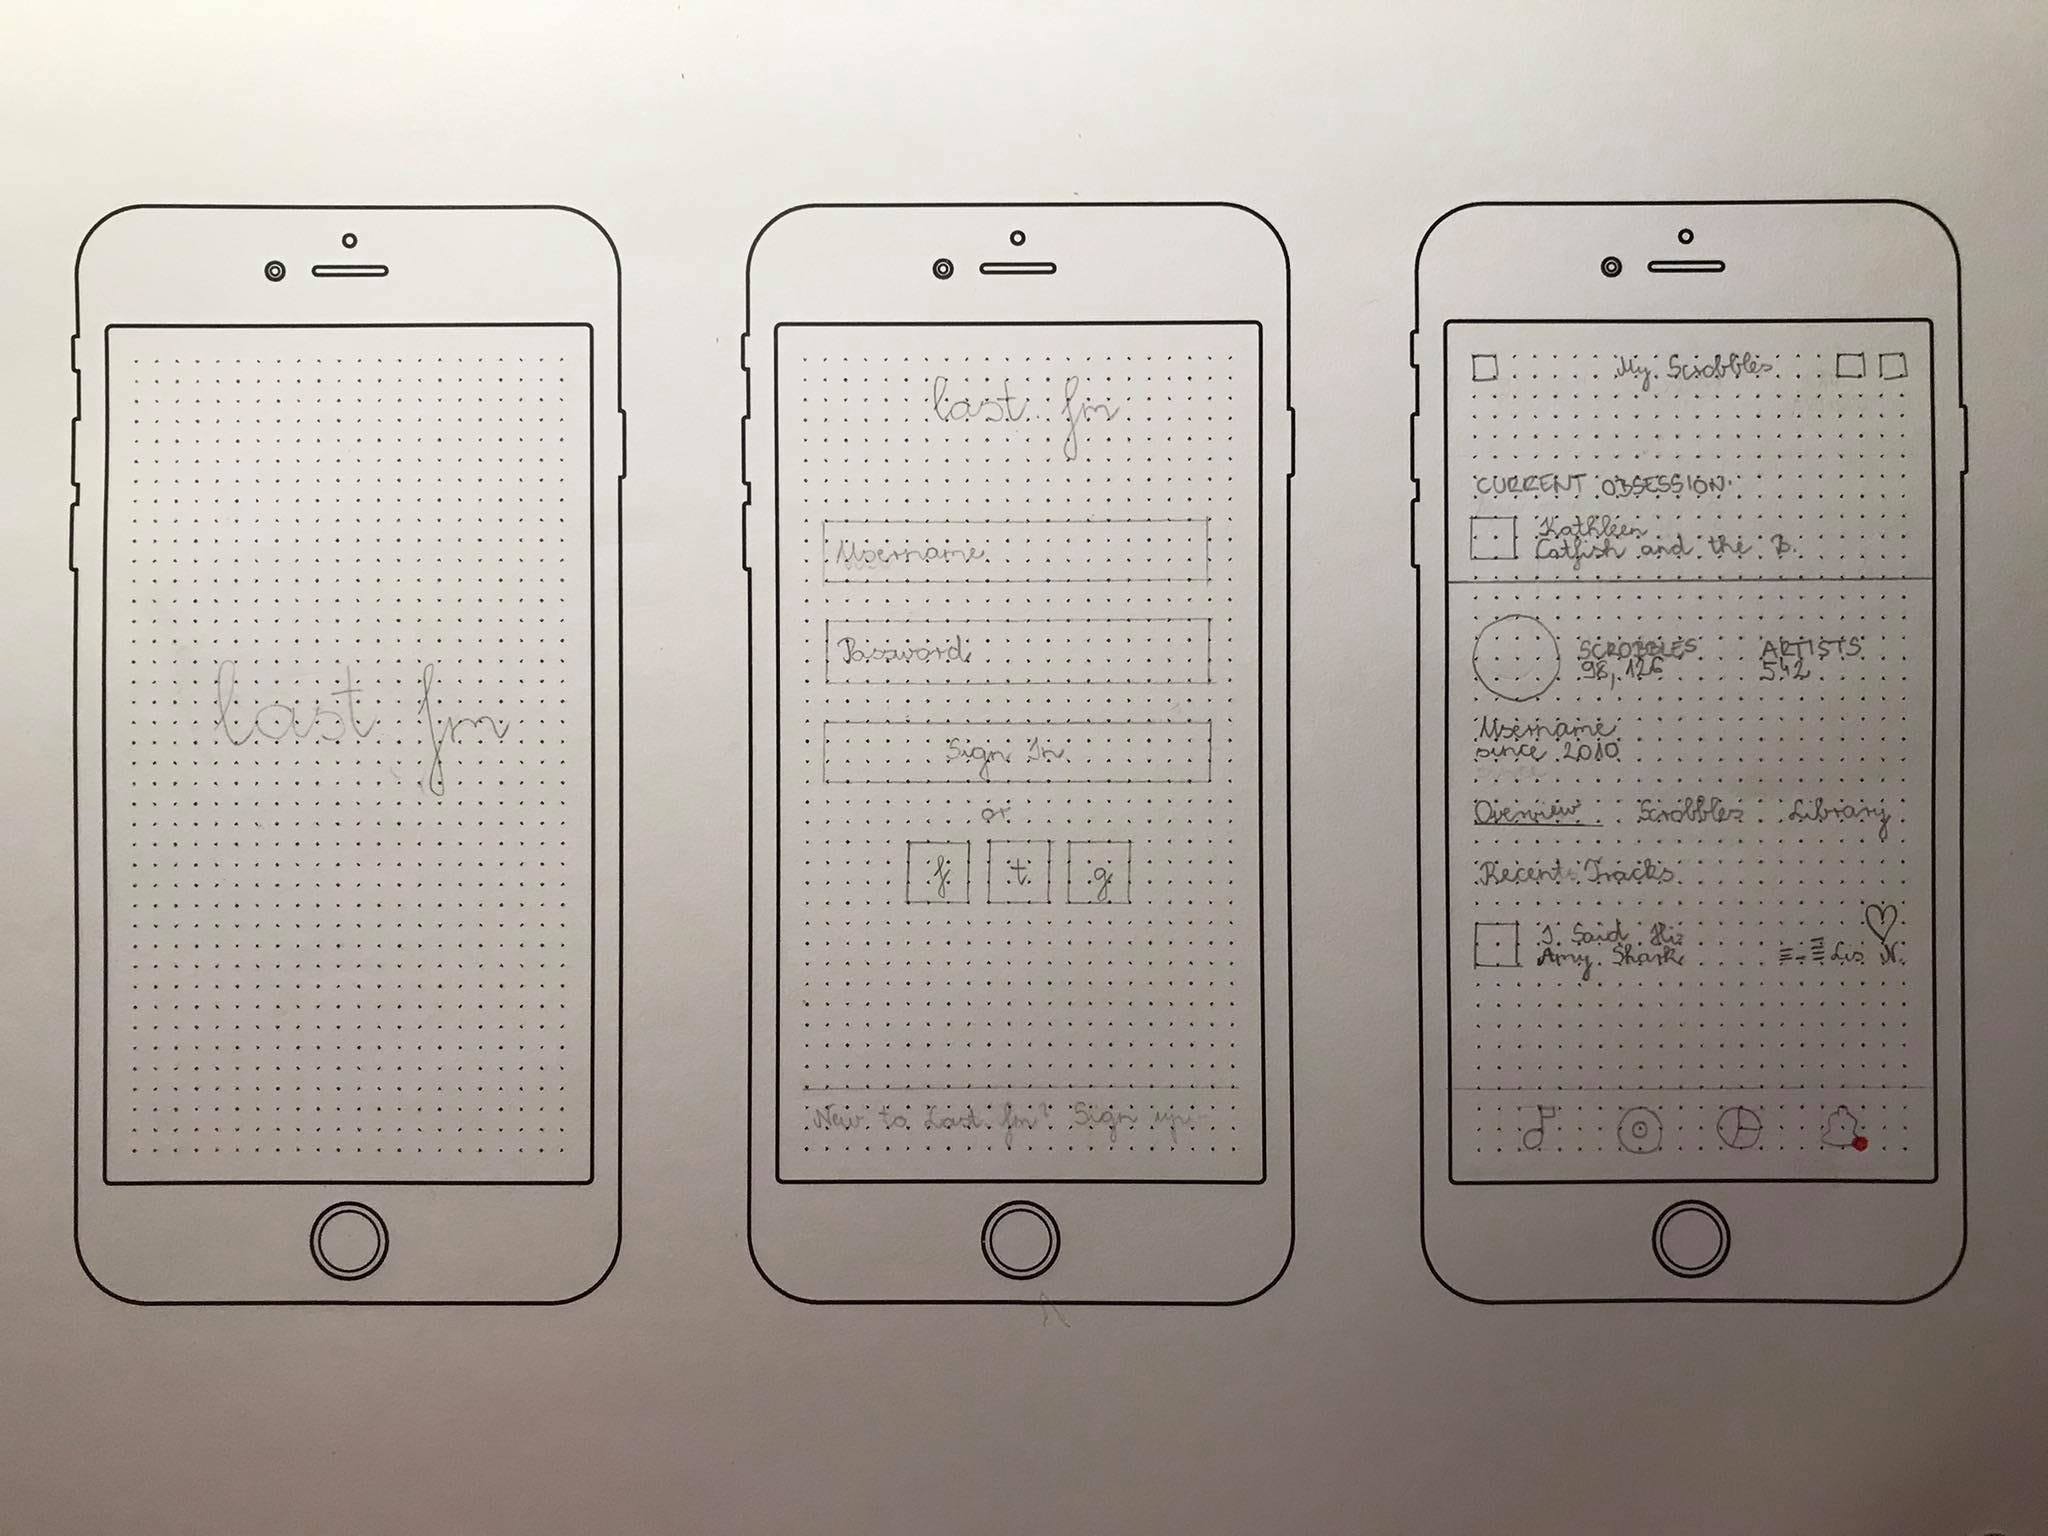 last fm
last fm
Username
Password
Sign In
or
f t g
New to Last fm? Sign up
My Scrobbles
CURRENT OBSESSION
Kathleen
Catfish and the B.
SCROBBLES ARTISTS
98,126 542
Username
since 2010
Overview Scrobbles Library
Recent Tracks
I Said Hi
Amy Shark Lis N.